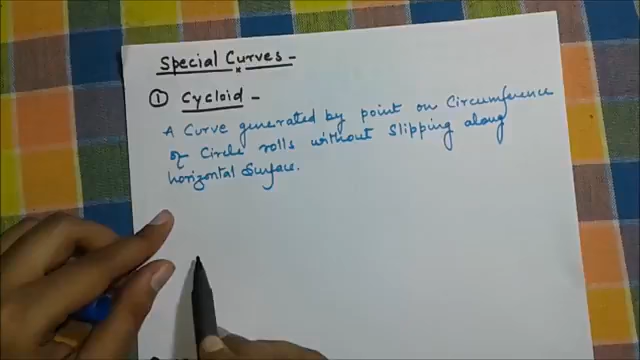 Special Curves -
① Cycloid -
A Curve generated by point on Circumference
of Circle rolls without Slipping along
horizontal Surface.